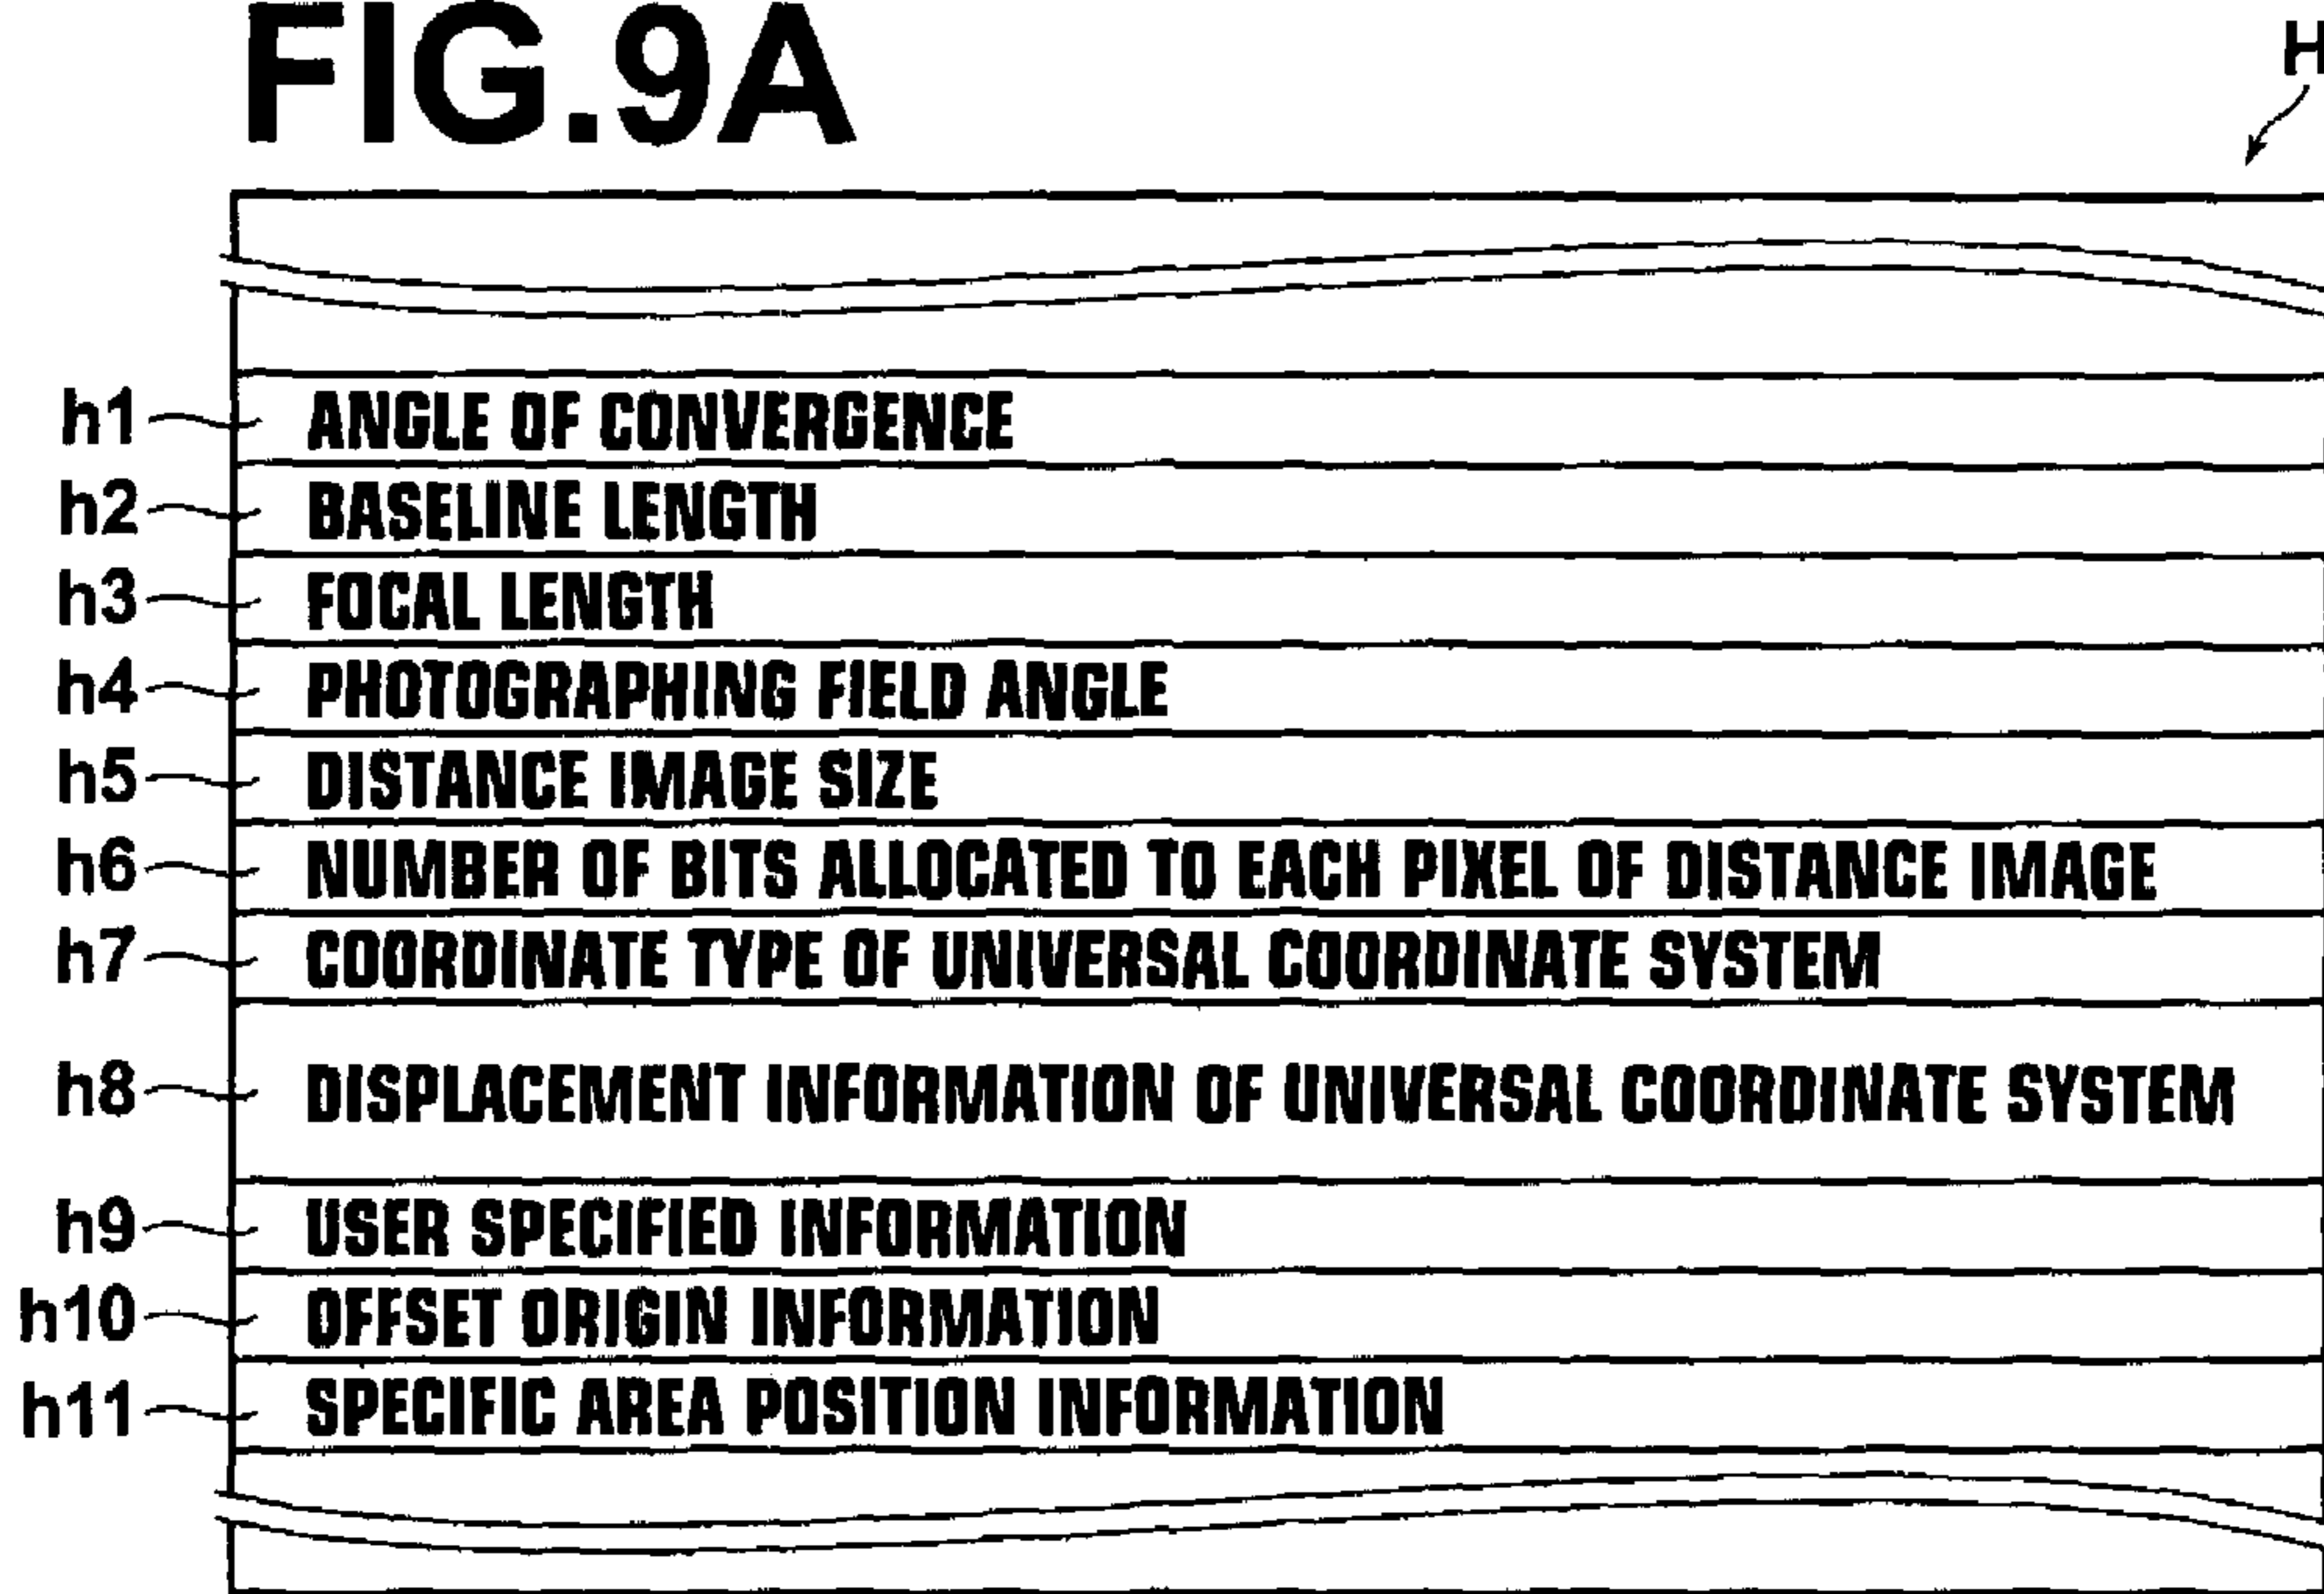 FIG.9A
H
h1 ANGLE OF CONVERGENCE
h2 BASELINE LENGTH
h3 FOCAL LENGTH
h4 PHOTOGRAPHING FIELD ANGLE
h5 DISTANCE IMAGE SIZE
h6 NUMBER OF BITS ALLOCATED TO EACH PIXEL OF DISTANCE IMAGE
h7 COORDINATE TYPE OF UNIVERSAL COORDINATE SYSTEM
h8 DISPLACEMENT INFORMATION OF UNIVERSAL COORDINATE SYSTEM
h9 USER SPECIFIED INFORMATION
h10 OFFSET ORIGIN INFORMATION
h11 SPECIFIC AREA POSITION INFORMATION